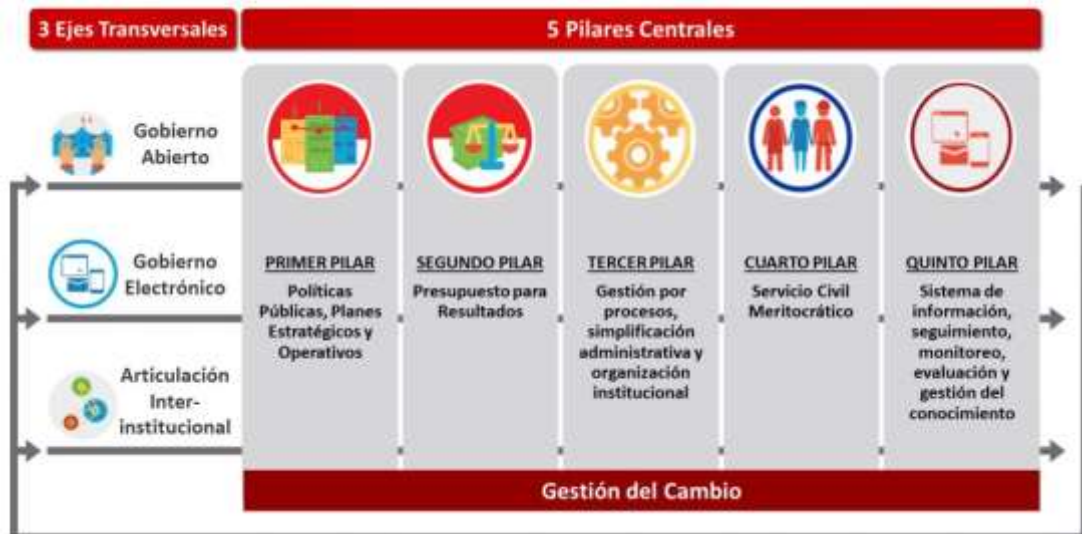 3 Ejes Transversales
5 Pilares Centrales
Gobierno
Abierto
Gobierno
Electrónico
Articulación
Inter-
institucional
PRIMER PILAR
Políticas
Públicas, Planes
Estratégicos y
Operativos
SEGUNDO PILAR
Presupuesto para
Resultados
TERCER PILAR
Gestión por
procesos,
simplificación
administrativa y
organización
institucional
CUARTO PILAR
Servicio Civil
Meritocrático
QUINTO PILAR
Sistema de
información,
seguimiento,
monitoreo,
evaluación y
gestión del
conocimiento
Gestión del Cambio